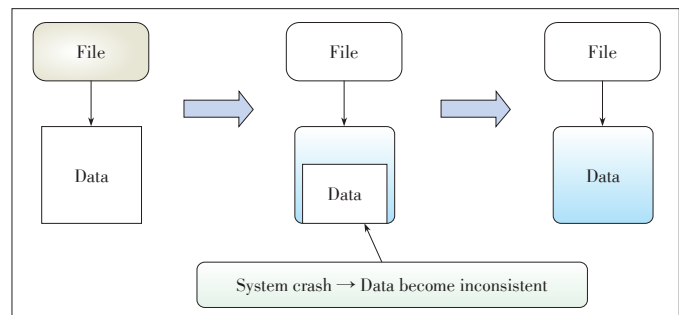 File
File
File
Data
Data
Data
System crash → Data become inconsistent